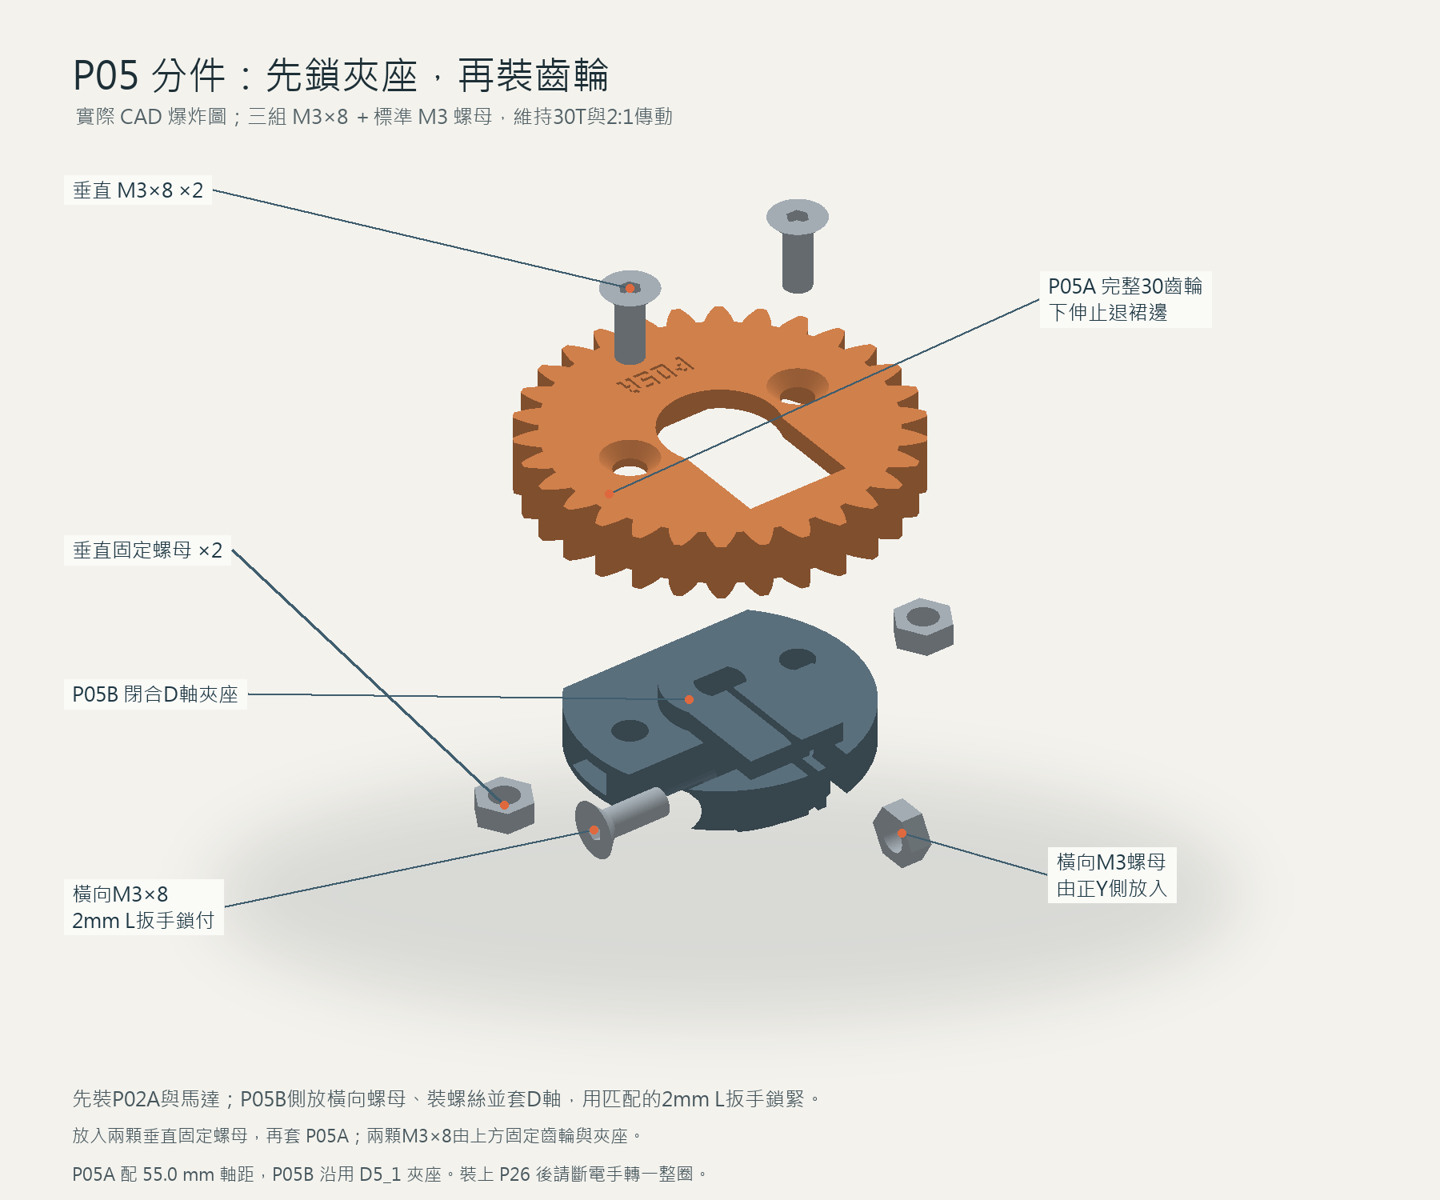 P05 分件：先鎖夾座，再裝齒輪
實際 CAD 爆炸圖；三組 M3×8 + 標準 M3 螺母，維持30T與2:1傳動
垂直 M3×8 ×2
P05A 完整30齒輪
下伸止退裙邊
P05A
垂直固定螺母 ×2
P05B 閉合D軸夾座
橫向M3×8
2mm L扳手鎖付
橫向M3螺母
由正Y側放入
先裝P02A與馬達；P05B側放橫向螺母、裝螺絲並套D軸，用匹配的2mm L扳手鎖緊。
放入兩顆垂直固定螺母，再套 P05A；兩顆M3×8由上方固定齒輪與夾座。
P05A 配 55.0 mm 軸距，P05B 沿用 D5_1 夾座。裝上 P26 後請斷電手轉一整圈。